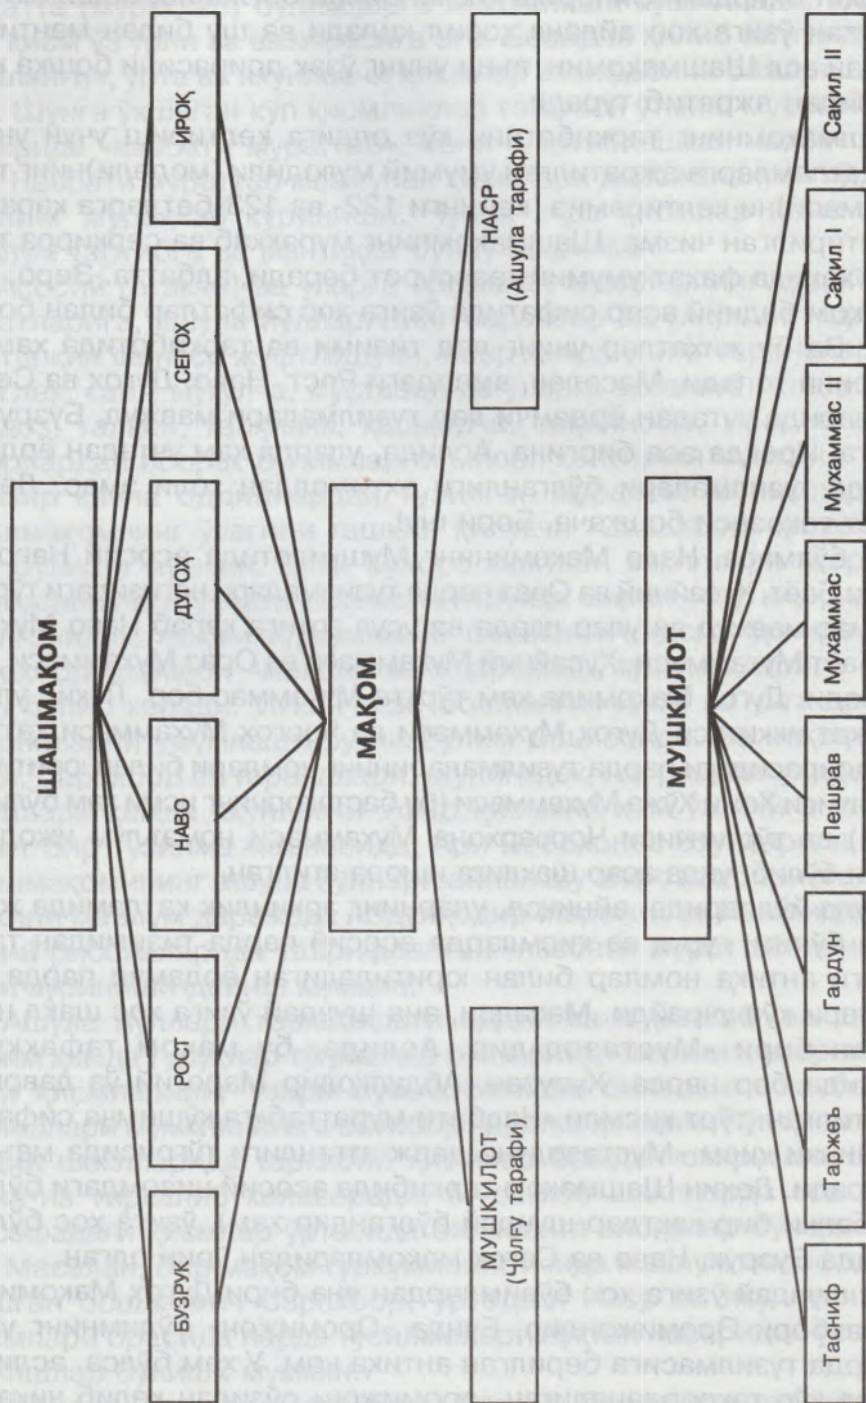 ШАШМАҚОМ
БУЗРУК
РОСТ
НАВО
ДУГОҲ
СЕГОҲ
ИРОҚ
МАҚОМ
МУШКИЛОТ
(Чолғу тарафи)
НАСР
(Ашула тарафи)
МУШКИЛОТ
Тасниф
Таржеъ
Гардун
Пешрав
Мухаммас I
Мухаммас II
Сақил I
Сақил II